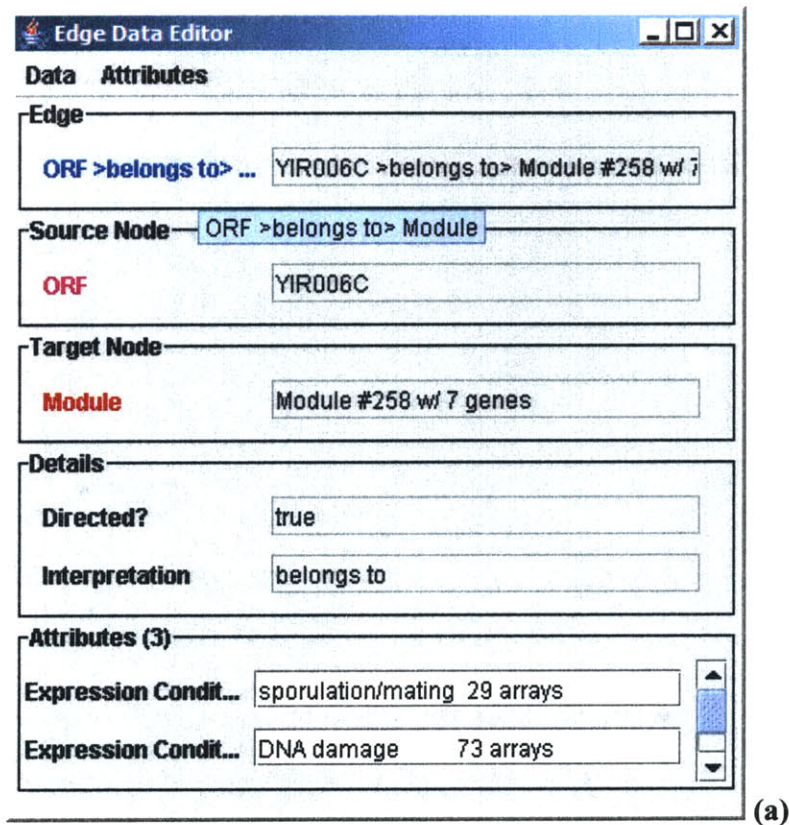 Edge Data Editor
Data Attributes
Edge
ORF >belongs to> ... YIR006C >belongs to> Module #258 w/ 7
Source Node ORF >belongs to> Module
ORF YIR006C
Target Node
Module Module #258 w/ 7 genes
Details
Directed? true
Interpretation belongs to
Attributes (3)
Expression Condit... sporulation/mating 29 arrays
Expression Condit... DNA damage 73 arrays
(a)